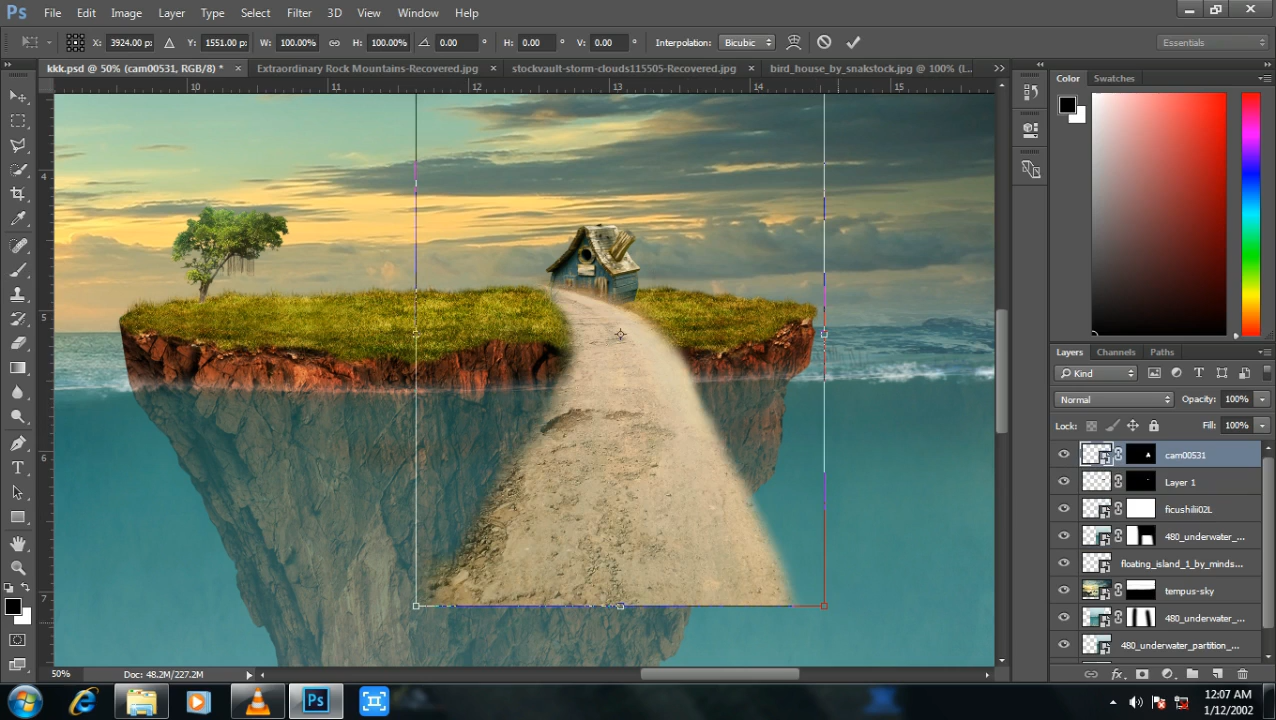 Ps File Edit Image Layer Type Select Filter 3D View Window Help
X: 3924.00 p: Y: 1551.00 p: W: 100.00% H: 100.00% 0.00 ° H: 0.00 ° V: 0.00 ° Interpolation: Bicubic Essentials
kkk.psd @ 50% (cam00531, RGB/8) * × Extraordinary Rock Mountains-Recovered.jpg × stockvault-storm-clouds115505-Recovered.jpg × bird_house_by_snakstock.jpg @ 100% (L...
10 11 12 13 14 15
4
5
6
7
Color Swatches
Layers Channels Paths
Kind
Normal Opacity: 100%
Lock: Fill: 100%
cam00531
Layer 1
ficushilii02L
480_underwater_...
floating_island_1_by_minds...
tempus-sky
480_underwater_...
480_underwater_partition_...
50% Doc: 48.2M/227.2M
fx
Ps
12:07 AM
1/12/2002